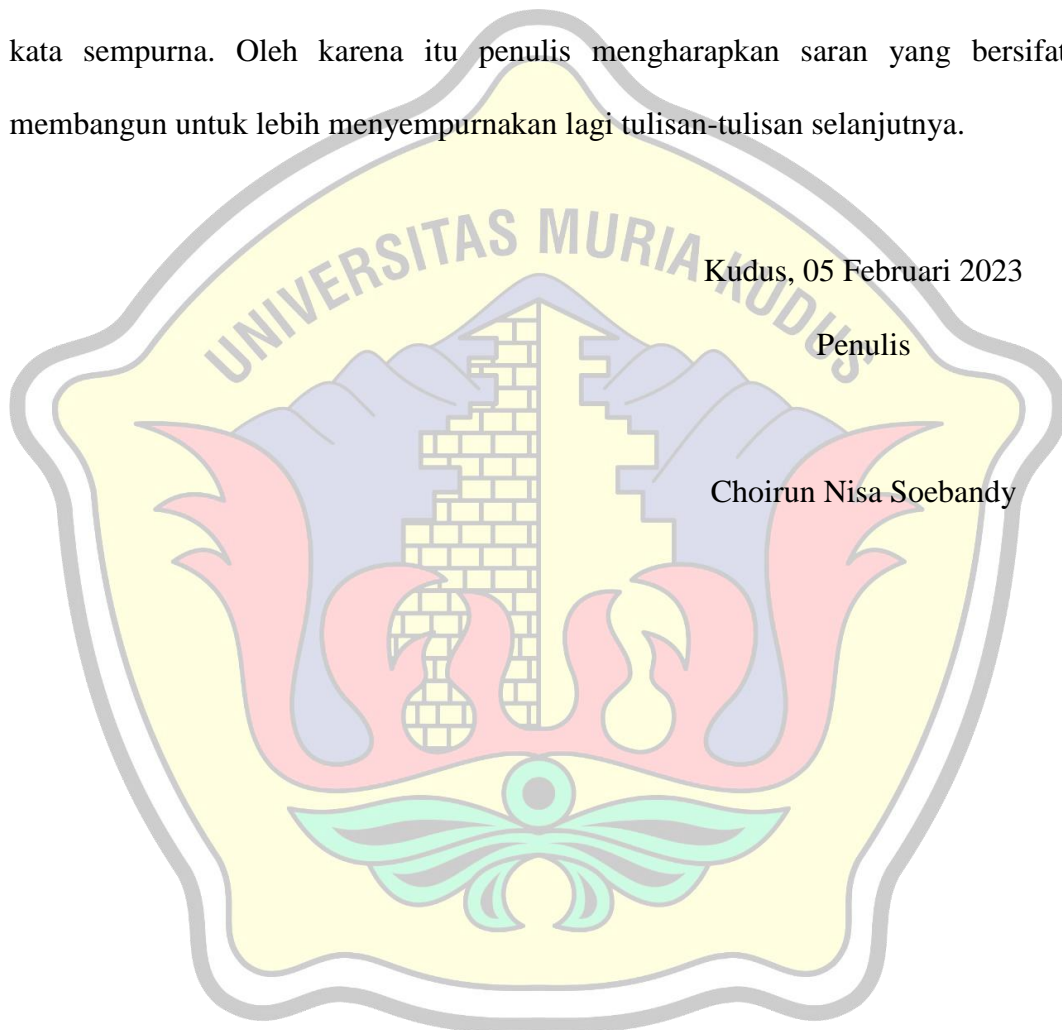 kata sempurna. Oleh karena itu penulis mengharapkan saran yang bersifat
membangun untuk lebih menyempurnakan lagi tulisan-tulisan selanjutnya.
UNIVERSITAS MURIA KUDUS
Kudus, 05 Februari 2023
Penulis
Choirun Nisa Soebandy